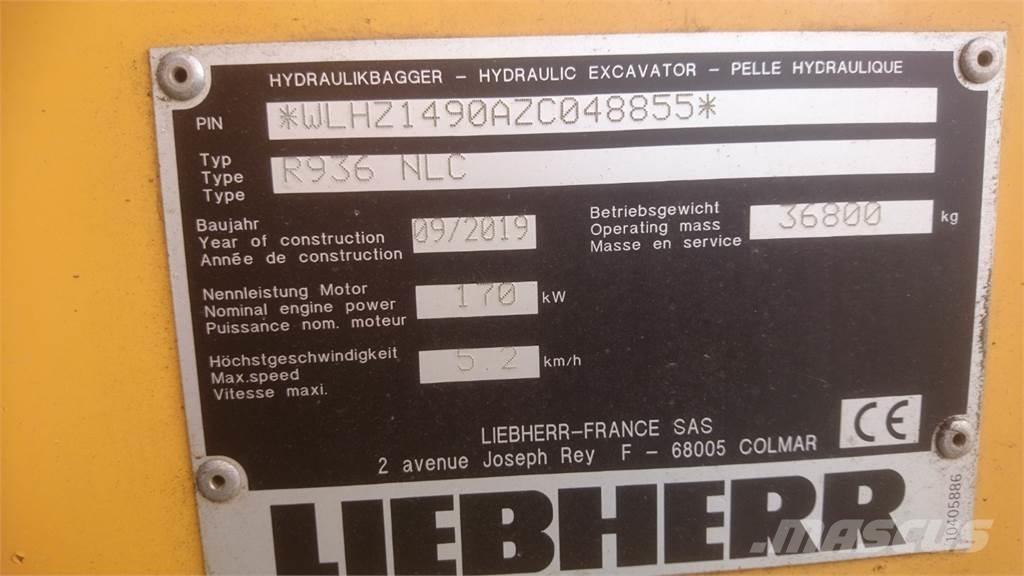 HYDRAULIKBAGGER – HYDRAULIC EXCAVATOR – PELLE HYDRAULIQUE
PIN *WLHZ1490AZC048855*
Typ
Type
Type
R936 NLC
Baujahr
Year of construction
Année de construction
09/2019
Betriebsgewicht
Operating mass
Masse en service
36800 kg
Nennleistung Motor
Nominal engine power
Puissance nom. moteur
170 kW
Höchstgeschwindigkeit
Max.speed
Vitesse maxi.
5.2 km/h
LIEBHERR–FRANCE SAS
2 avenue Joseph Rey F – 68005 COLMAR
CE
LIEBHERR
10405886
MASCUS